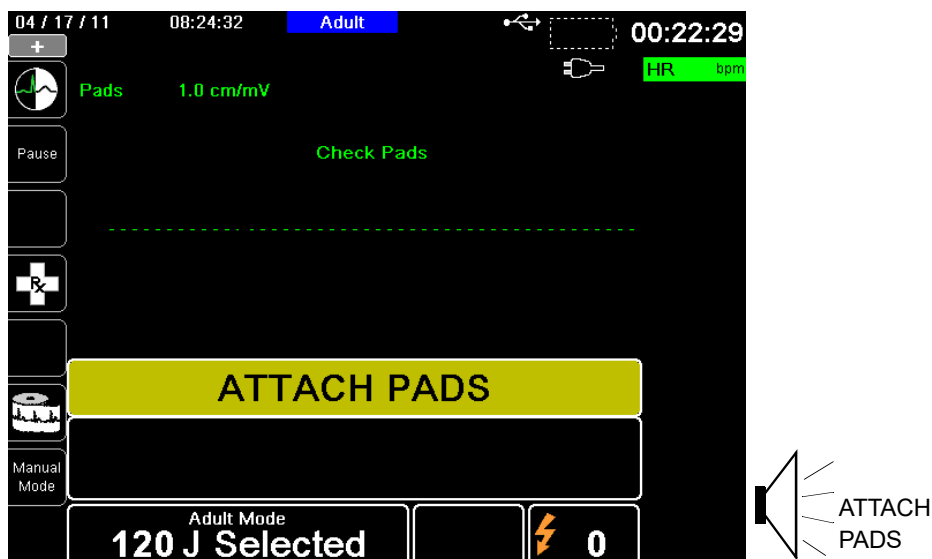 04 / 17 / 11 08:24:32 Adult 00:22:29
+
HR bpm
Pads 1.0 cm/mV
Pause
Check Pads
Rx
ATTACH PADS
Manual
Mode
Adult Mode
120 J Selected 0
ATTACH
PADS